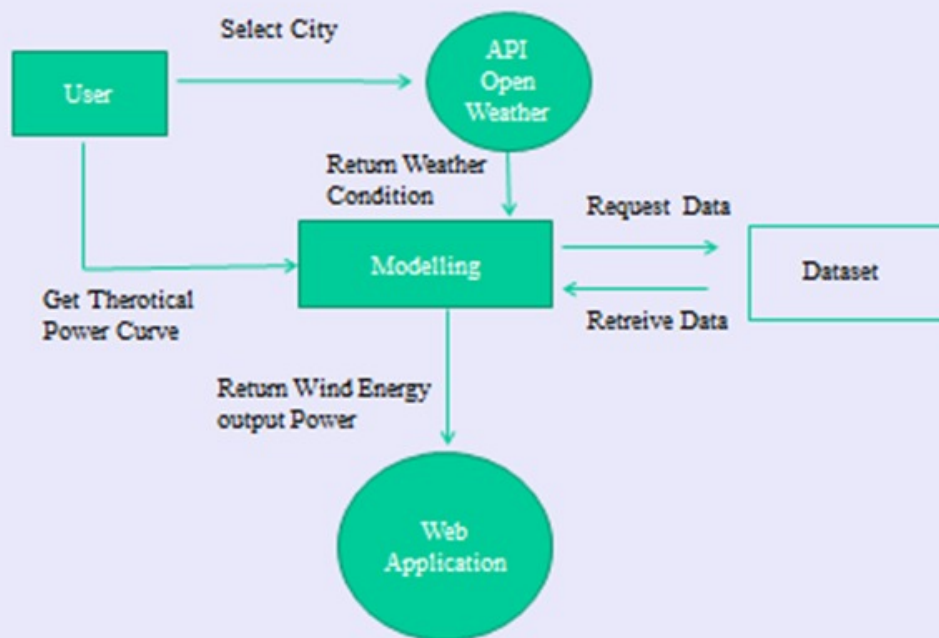 Select City
User
API
Open
Weather
Return Weather
Condition
Request Data
Modelling
Dataset
Get Therotical
Power Curve
Retreive Data
Return Wind Energy
output Power
Web
Application